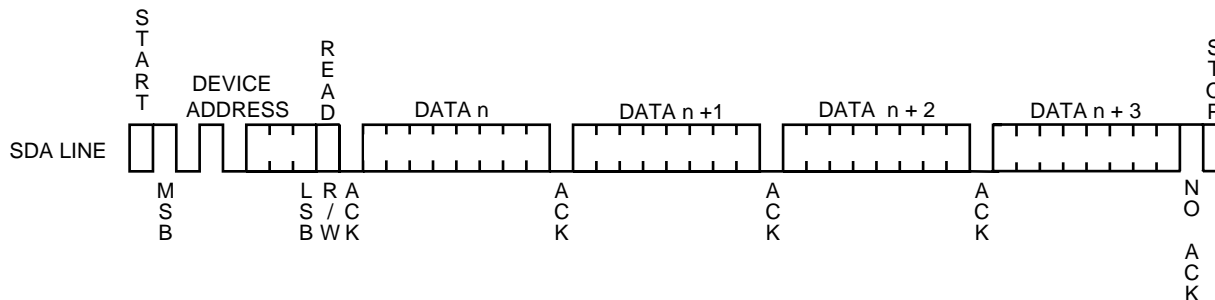 START
DEVICE
ADDRESS
READ
DATA n
DATA n +1
DATA n + 2
DATA n + 3
SDA LINE
MSB
LSB
R/W
ACK
ACK
ACK
ACK
NO ACK